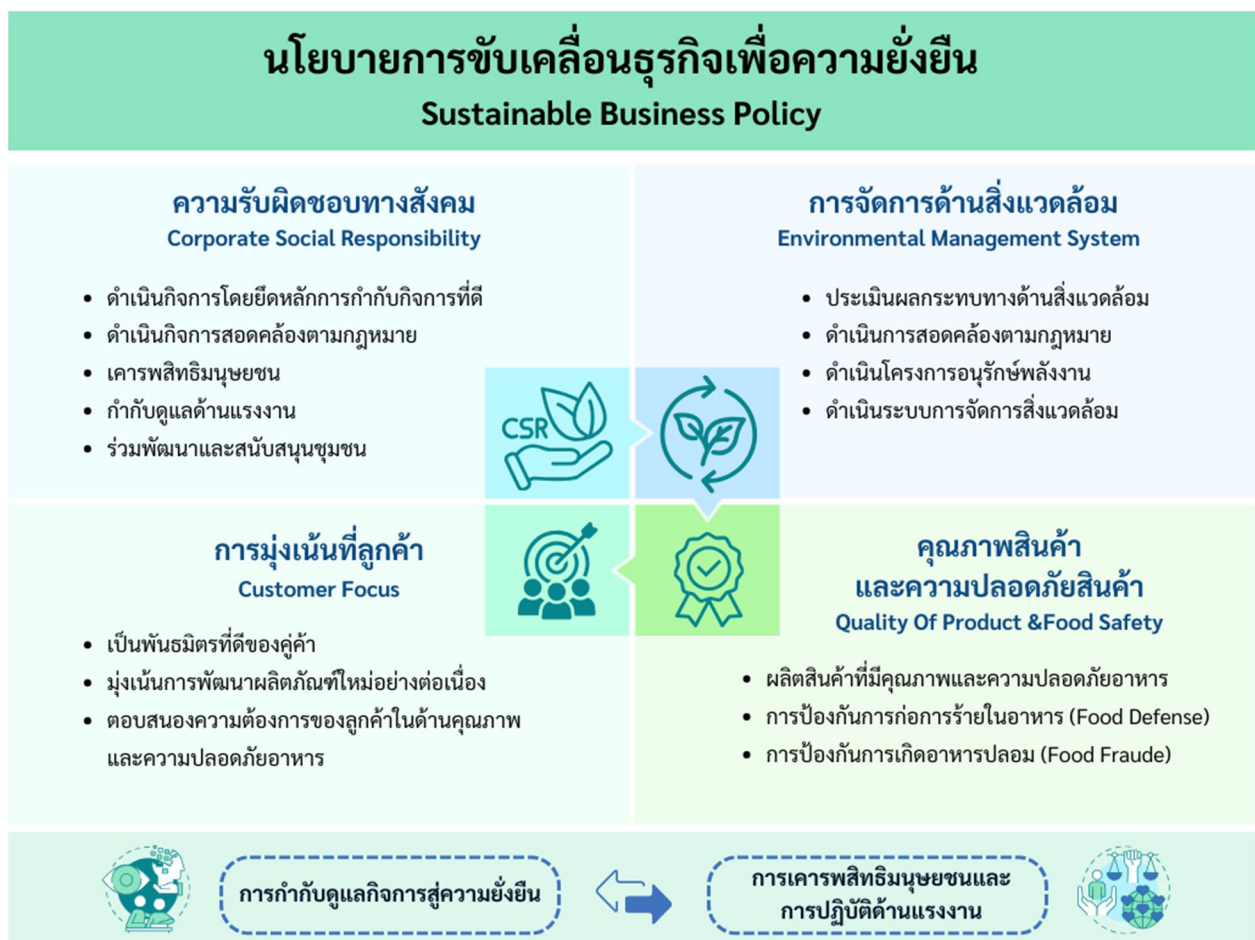 นโยบายการขับเคลื่อนธุรกิจเพื่อความยั่งยืน
Sustainable Business Policy
ความรับผิดชอบทางสังคม
Corporate Social Responsibility
• ดำเนินกิจการโดยยึดหลักการกำกับกิจการที่ดี
• ดำเนินกิจการสอดคล้องตามกฎหมาย
• เคารพสิทธิมนุษยชน
• กำกับดูแลด้านแรงงาน
• ร่วมพัฒนาและสนับสนุนชุมชน
CSR
การจัดการด้านสิ่งแวดล้อม
Environmental Management System
• ประเมินผลกระทบทางด้านสิ่งแวดล้อม
• ดำเนินการสอดคล้องตามกฎหมาย
• ดำเนินโครงการอนุรักษ์พลังงาน
• ดำเนินระบบการจัดการสิ่งแวดล้อม
การมุ่งเน้นที่ลูกค้า
Customer Focus
• เป็นพันธมิตรที่ดีของคู่ค้า
• มุ่งเน้นการพัฒนาผลิตภัณฑ์ใหม่อย่างต่อเนื่อง
• ตอบสนองความต้องการของลูกค้าในด้านคุณภาพ
และความปลอดภัยอาหาร
คุณภาพสินค้า
และความปลอดภัยสินค้า
Quality Of Product &Food Safety
• ผลิตสินค้าที่มีคุณภาพและความปลอดภัยอาหาร
• การป้องกันการก่อการร้ายในอาหาร (Food Defense)
• การป้องกันการเกิดอาหารปลอม (Food Fraude)
การกำกับดูแลกิจการสู่ความยั่งยืน
การเคารพสิทธิมนุษยชนและ
การปฏิบัติด้านแรงงาน